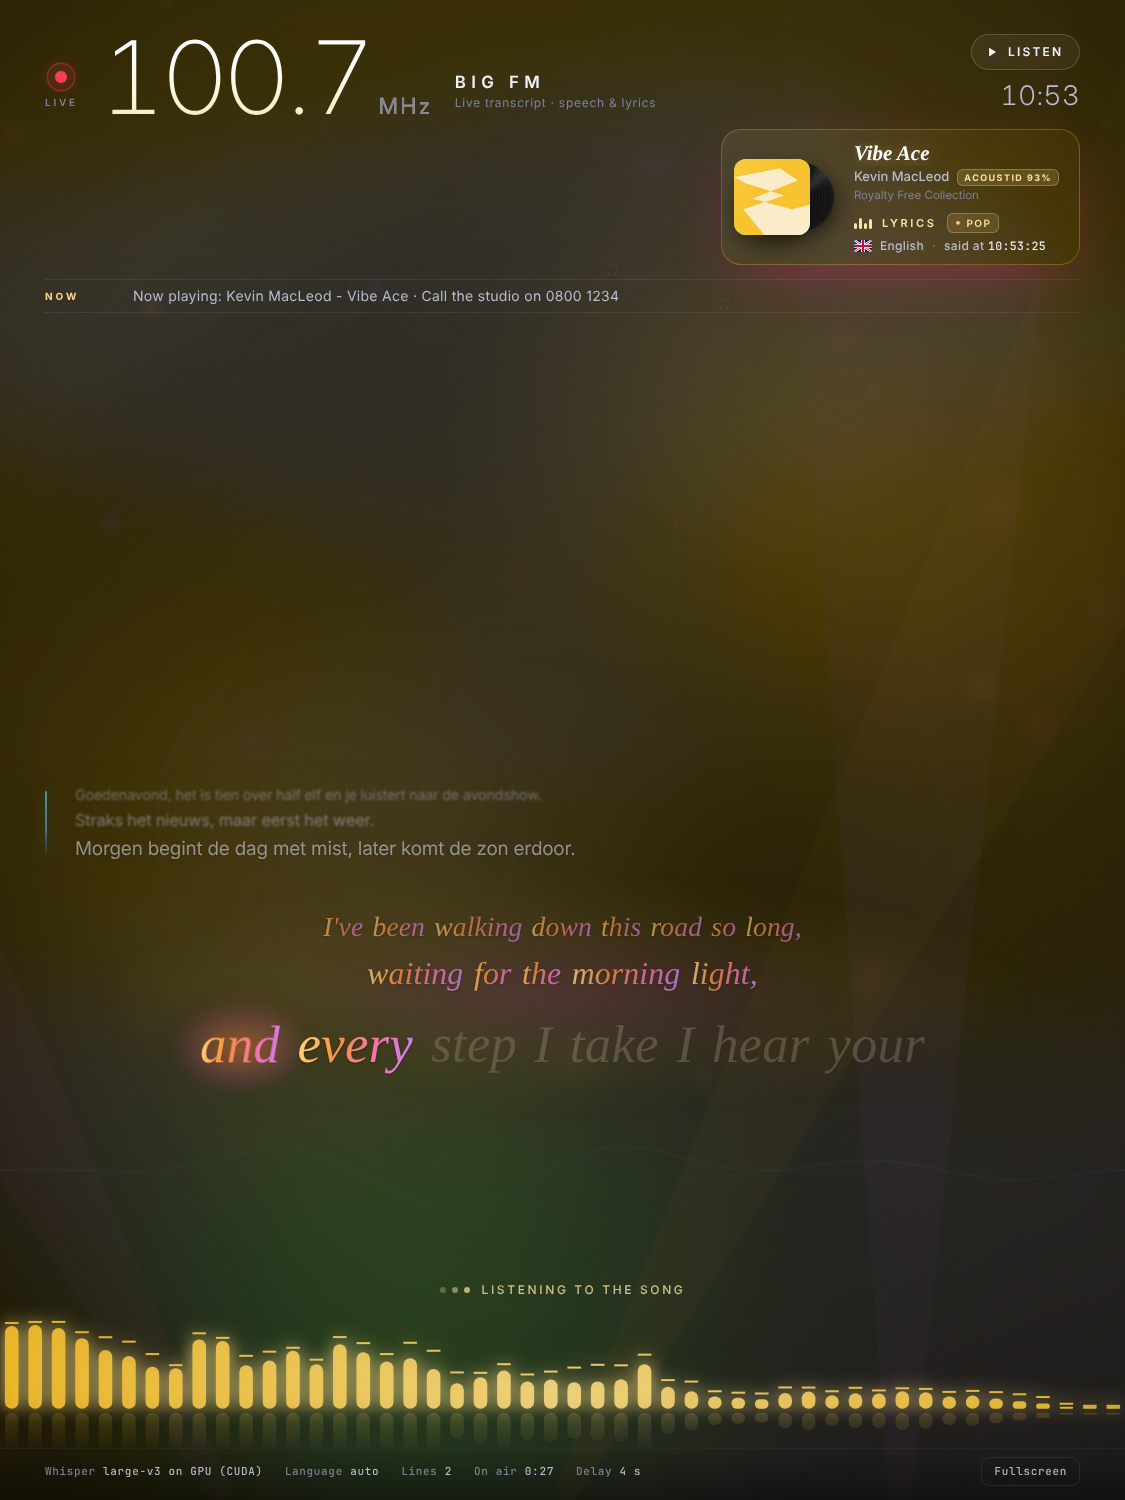 LIVE
100.7 MHz
BIG FM
Live transcript · speech & lyrics
LISTEN
10:53
Vibe Ace
Kevin MacLeod ACOUSTID 93%
Royalty Free Collection
LYRICS • POP
English · said at 10:53:25
NOW Now playing: Kevin MacLeod - Vibe Ace · Call the studio on 0800 1234
Goedenavond, het is tien over half elf en je luistert naar de avondshow.
Straks het nieuws, maar eerst het weer.
Morgen begint de dag met mist, later komt de zon erdoor.
I've been walking down this road so long,
waiting for the morning light,
and every step I take I hear your
LISTENING TO THE SONG
Whisper large-v3 on GPU (CUDA) Language auto Lines 2 On air 0:27 Delay 4 s
Fullscreen